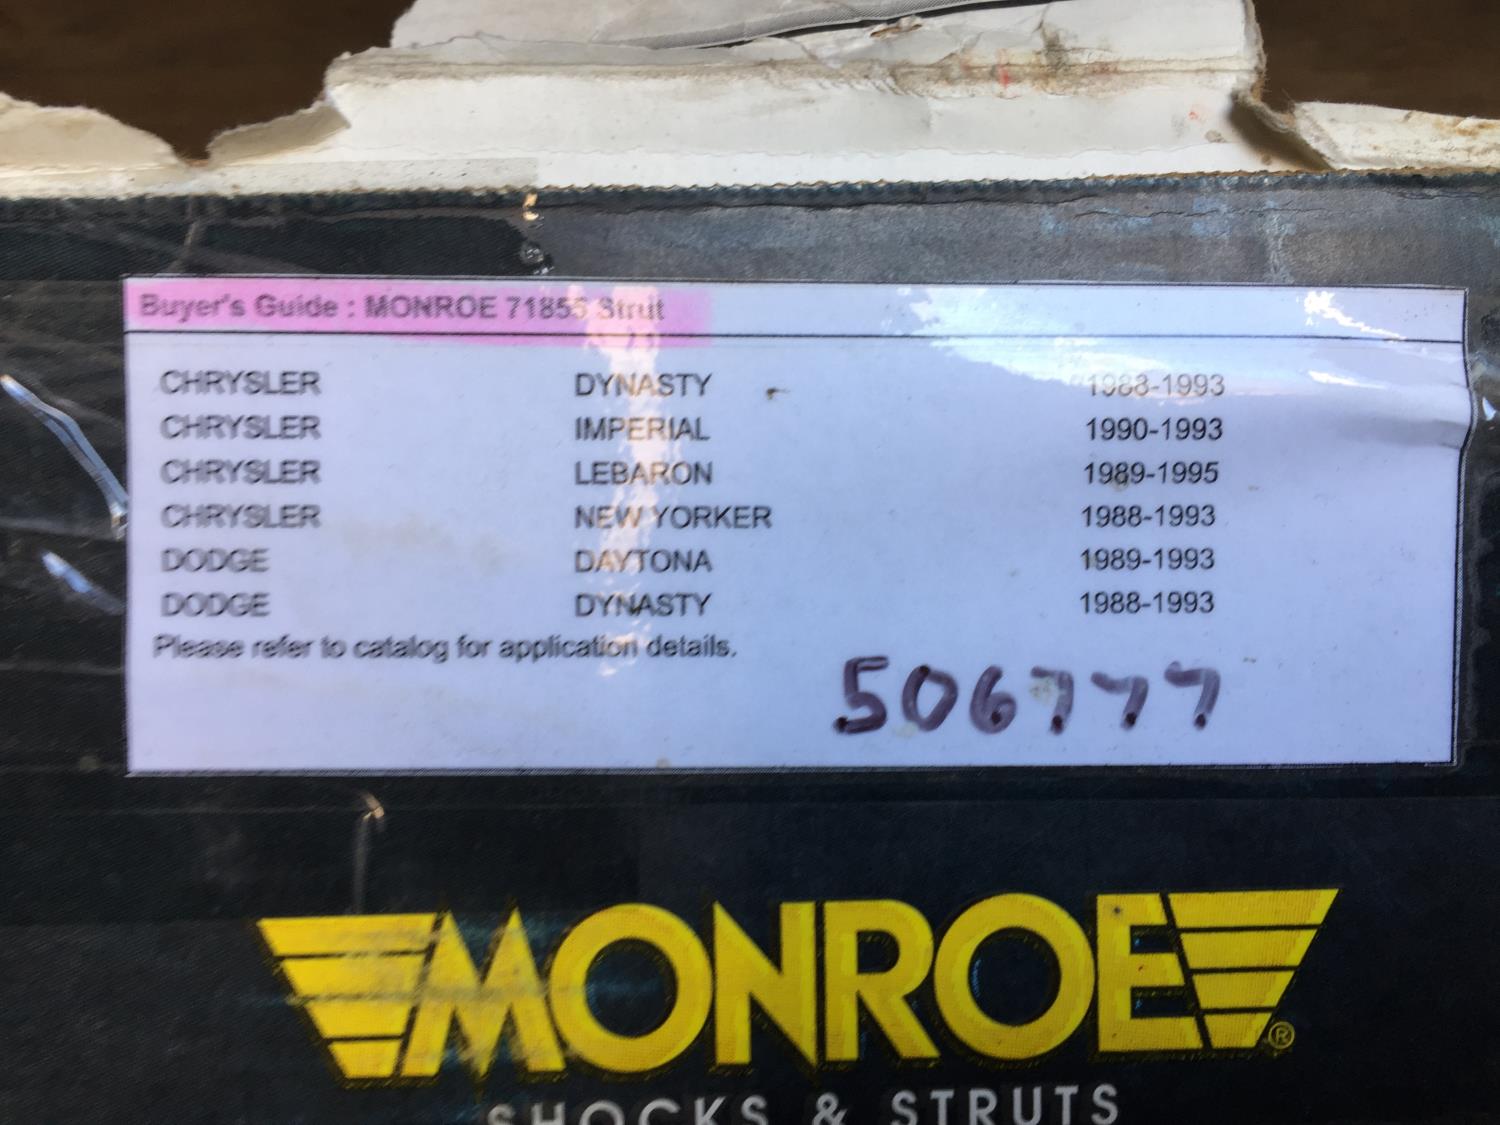 Buyer's Guide : MONROE 71855 Strut
CHRYSLER DYNASTY 1988-1993
CHRYSLER IMPERIAL 1990-1993
CHRYSLER LEBARON 1989-1995
CHRYSLER NEW YORKER 1988-1993
DODGE DAYTONA 1989-1993
DODGE DYNASTY 1988-1993
Please refer to catalog for application details.
506777
MONROE®
SHOCKS & STRUTS